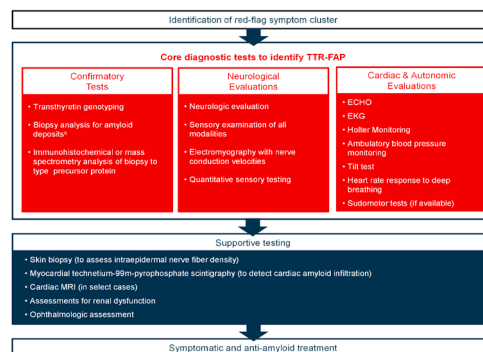 Identification of red-flag symptom cluster
Core diagnostic tests to identify TTR-FAP
Confirmatory
Tests
• Transthyretin genotyping
• Biopsy analysis for amyloid
depositsᵃ
• Immunohistochemical or mass
spectrometry analysis of biopsy to
type precursor protein
Neurological
Evaluations
• Neurologic evaluation
• Sensory examination of all
modalities
• Electromyography with nerve
conduction velocities
• Quantitative sensory testing
Cardiac & Autonomic
Evaluations
• ECHO
• EKG
• Holter Monitoring
• Ambulatory blood pressure
monitoring
• Tilt test
• Heart rate response to deep
breathing
• Sudomotor tests (if available)
Supportive testing
• Skin biopsy (to assess intraepidermal nerve fiber density)
• Myocardial technetium-99m-pyrophosphate scintigraphy (to detect cardiac amyloid infiltration)
• Cardiac MRI (in select cases)
• Assessments for renal dysfunction
• Ophthalmologic assessment
Symptomatic and anti-amyloid treatment